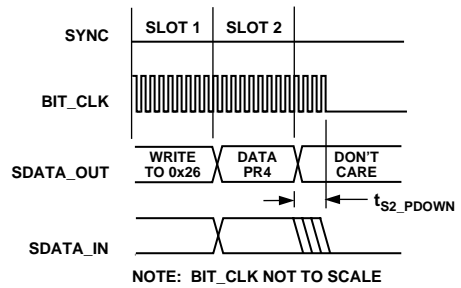 SLOT 1 SLOT 2
SYNC
BIT_CLK
SDATA_OUT
WRITE
TO 0x26
DATA
PR4
DON'T
CARE
tS2_PDOWN
SDATA_IN
NOTE: BIT_CLK NOT TO SCALE